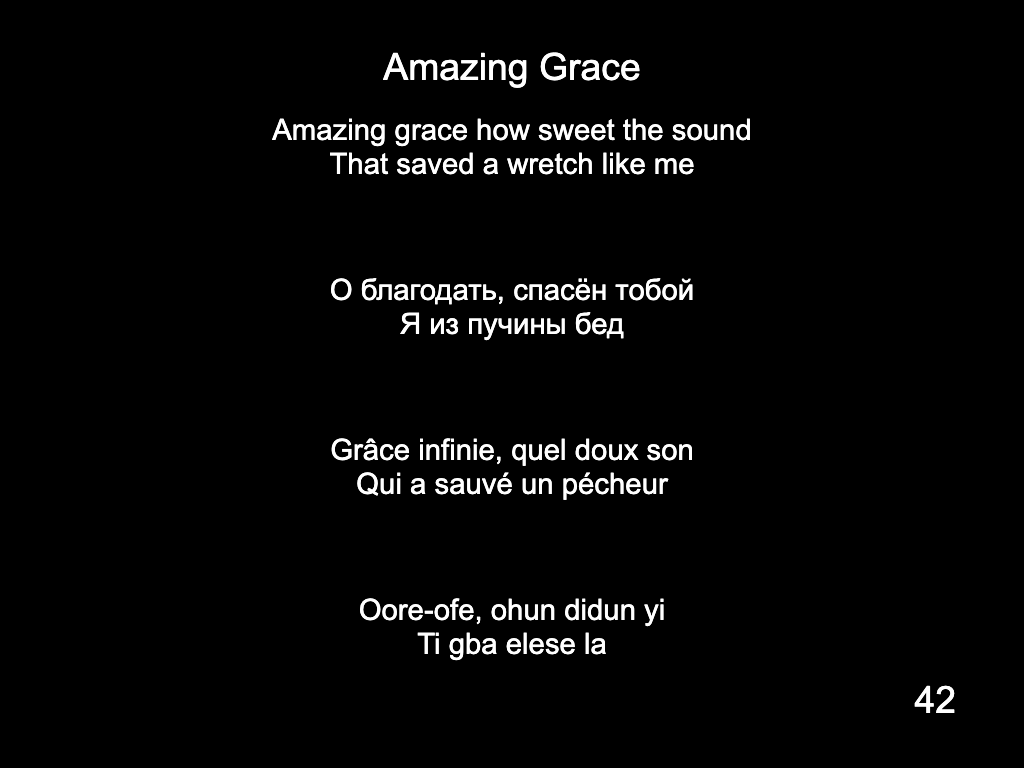 Amazing Grace
Amazing grace how sweet the sound
That saved a wretch like me
О благодать, спасён тобой
Я из пучины бед
Grâce infinie, quel doux son
Qui a sauvé un pécheur
Oore-ofe, ohun didun yi
Ti gba elese la
42